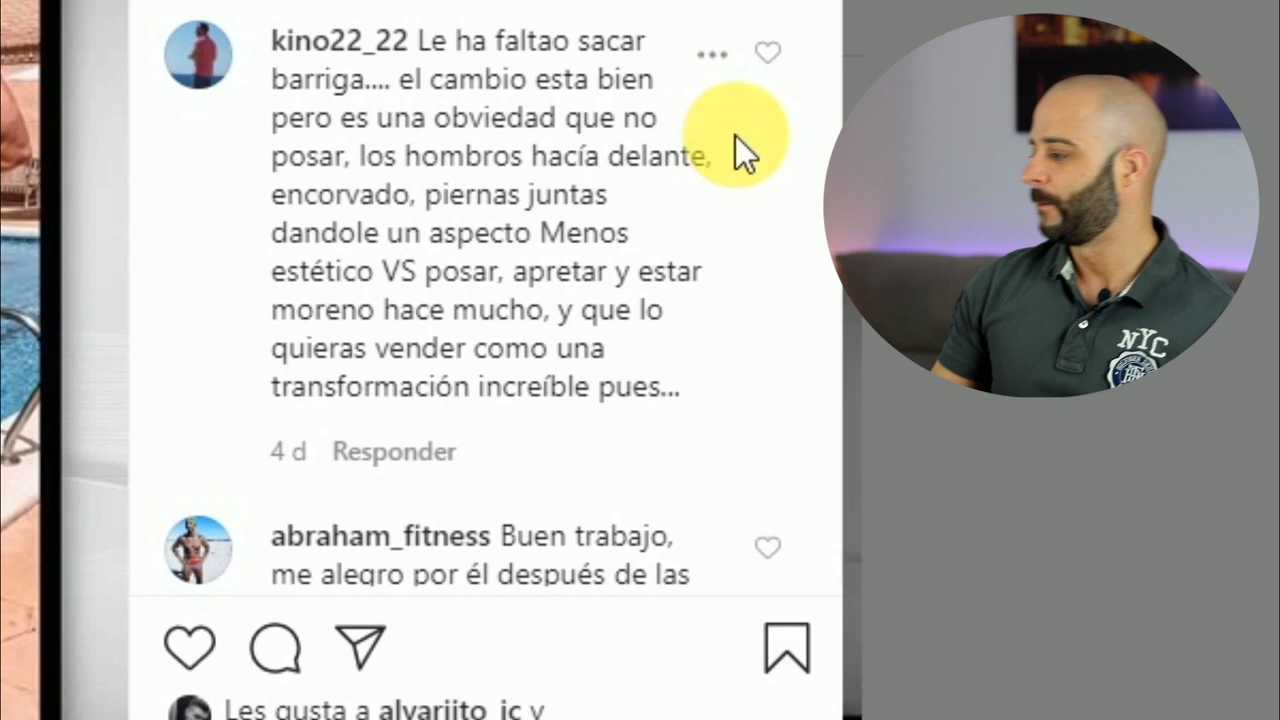 kino22_22 Le ha faltao sacar
barriga.... el cambio esta bien
pero es una obviedad que no
posar, los hombros hacía delante,
encorvado, piernas juntas
dandole un aspecto Menos
estético VS posar, apretar y estar
moreno hace mucho, y que lo
quieras vender como una
transformación increíble pues...
4 d Responder
abraham_fitness Buen trabajo,
me alegro por él después de las
Les gusta a alvarjito_jc y
NYC